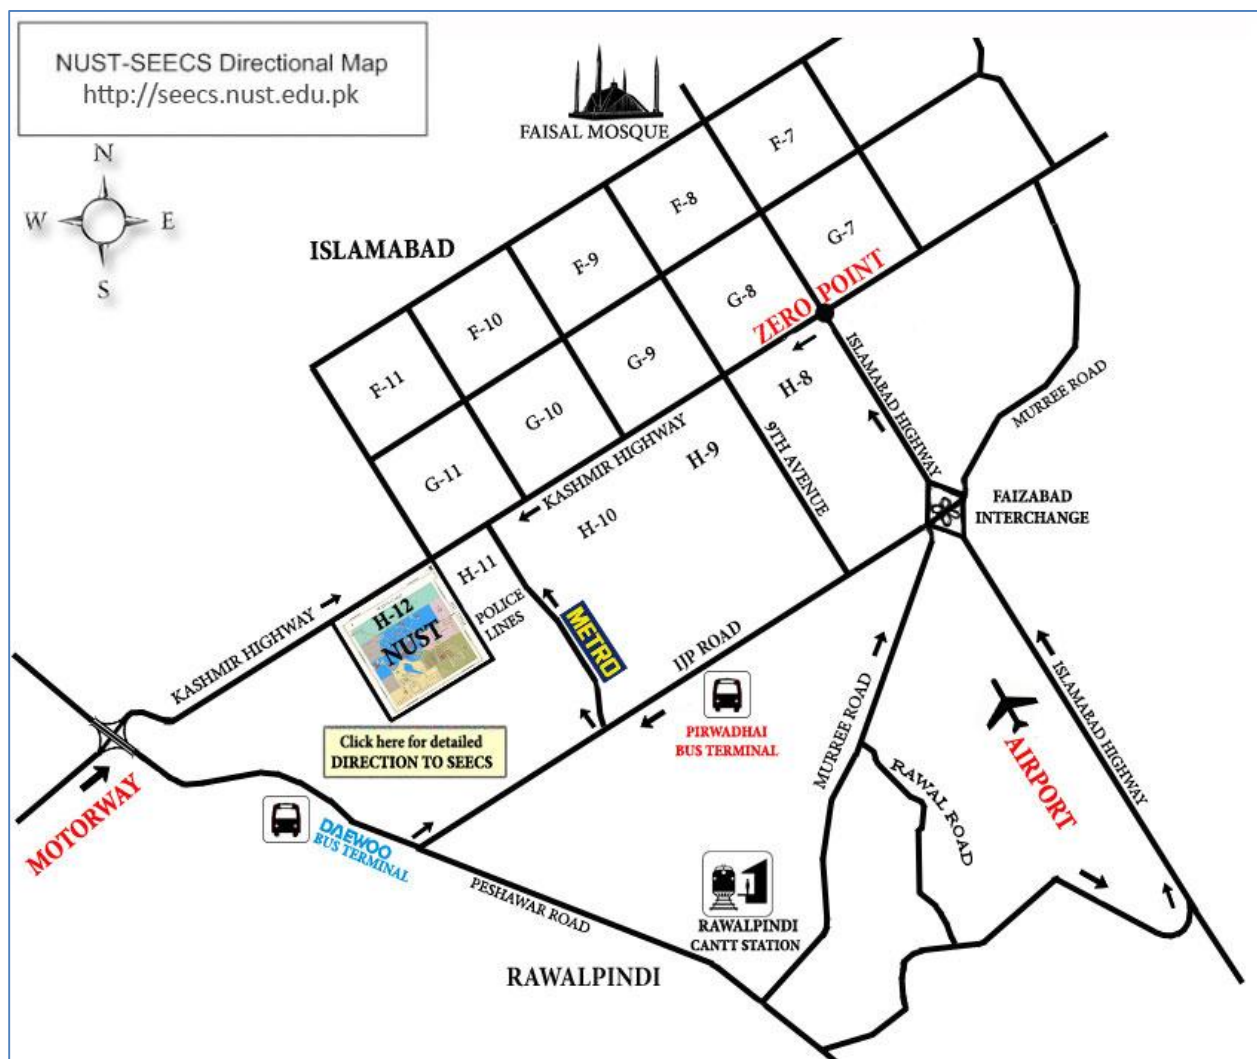 NUST-SEECS Directional Map
http://seecs.nust.edu.pk
N
W
E
S
FAISAL MOSQUE
ISLAMABAD
F-7
F-8
F-9
F-10
F-11
G-7
G-8
G-9
G-10
G-11
ZERO POINT
H-8
H-9
H-10
H-11
H-12
NUST
KASHMIR HIGHWAY
KASHMIR HIGHWAY
9TH AVENUE
ISLAMABAD HIGHWAY
MURREE ROAD
FAIZABAD
INTERCHANGE
POLICE
LINES
METRO
IJP ROAD
PIRWADHAI
BUS TERMINAL
Click here for detailed
DIRECTION TO SEECS
MOTORWAY
DAEWOO
BUS TERMINAL
PESHAWAR ROAD
MURREE ROAD
RAWAL ROAD
AIRPORT
ISLAMABAD HIGHWAY
RAWALPINDI
CANTT STATION
RAWALPINDI